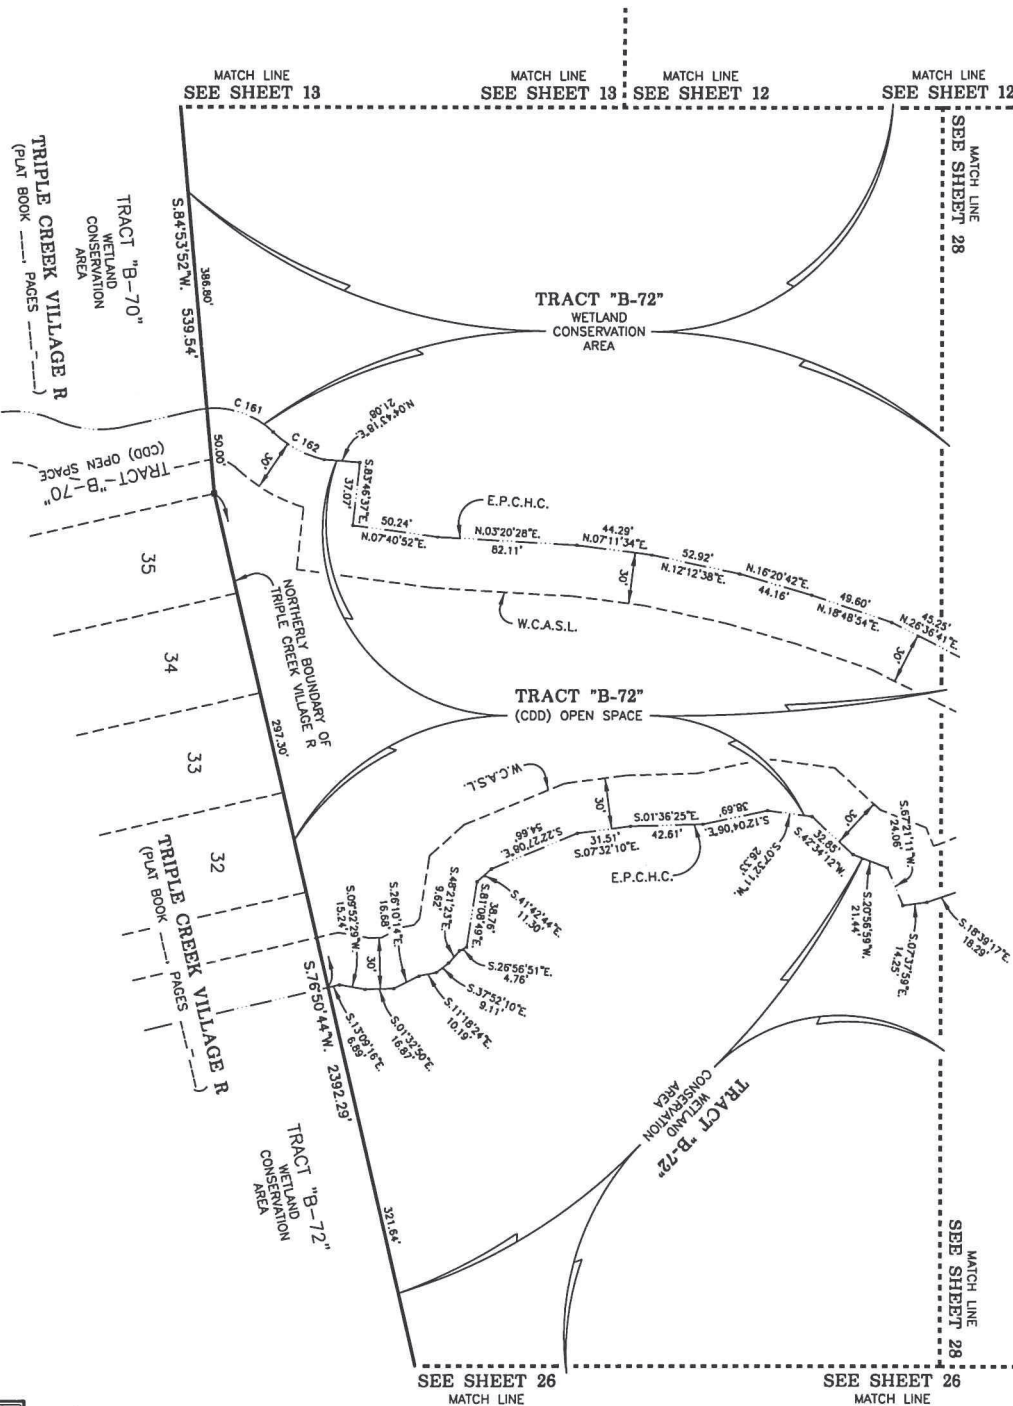 MATCH LINE
SEE SHEET 13
MATCH LINE
SEE SHEET 13
MATCH LINE
SEE SHEET 12
MATCH LINE
SEE SHEET 12
MATCH LINE
SEE SHEET 28
TRIPLE CREEK VILLAGE R
(PLAT BOOK ----, PAGES ----"----)
TRACT "B-70"
WETLAND
CONSERVATION
AREA
386.80'
S.84°53'52"W. 539.54'
TRACT "B-72"
WETLAND
CONSERVATION
AREA
C 161
C 162
30'
50.00'
TRACT-"B-70"
(CDD) OPEN SPACE
N.04°43'18"E.
21.08'
S.83°46'37"E.
37.07'
50.24'
N.07°40'52"E.
E.P.C.H.C.
N.03°20'28"E.
82.11'
44.29'
N.07°11'34"E.
30'
52.92'
N.12°12'38"E.
N.16°20'42"E.
44.16'
49.60'
N.18°48'54"E.
45.25'
N.26°36'41"E.
30'
W.C.A.S.L.
35
34
33
32
NORTHERLY BOUNDARY OF
TRIPLE CREEK VILLAGE R
297.30'
TRACT "B-72"
(CDD) OPEN SPACE
W.C.A.S.L.
30'
S.22°27'08"E.
54.66'
31.51'
S.07°32'10"E.
S.01°36'25"E.
42.61'
E.P.C.H.C.
S.12°04'06"E.
38.69'
S.07°32'11"W.
26.33'
32.85'
S.42°34'12"W.
30'
S.67°21'11"W.
24.06'
S.20°56'59"W.
21.44'
S.07°37'59"E.
14.25'
S.18°39'17"E.
18.29'
S.41°42'44"E.
11.30'
S.81°08'49"E.
38.76'
S.48°21'23"E.
9.62'
S.26°56'51"E.
4.76'
S.37°52'10"E.
9.11'
S.11°18'24"E.
10.19'
S.26°10'14"E.
16.68'
30'
S.09°52'29"W.
15.24'
S.01°32'50"E.
16.87'
S.13°09'16"E.
6.89'
TRIPLE CREEK VILLAGE R
(PLAT BOOK ----, PAGES ----"----)
S.76°50'44"W. 2392.29'
TRACT "B-72"
WETLAND
CONSERVATION
AREA
TRACT "B-72"
WETLAND
CONSERVATION
AREA
321.64'
MATCH LINE
SEE SHEET 28
SEE SHEET 26
MATCH LINE
SEE SHEET 26
MATCH LINE